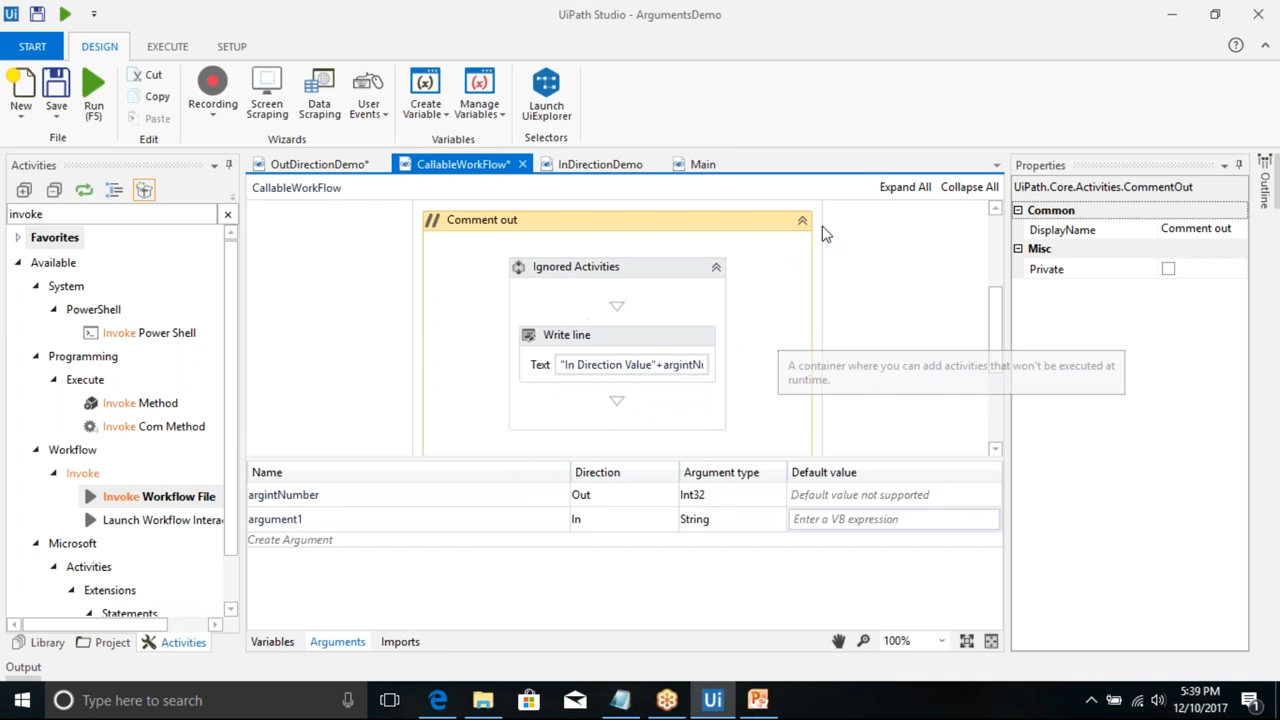 Ui
UiPath Studio - ArgumentsDemo
START DESIGN EXECUTE SETUP
Cut
Copy
Paste
New Save Run (F5)
Recording
Screen Scraping
Data Scraping
User Events
Create Variable
Manage Variables
Launch UiExplorer
File Edit Wizards Variables Selectors
Activities
OutDirectionDemo* CallableWorkFlow* InDirectionDemo Main
Properties
Outline
CallableWorkFlow Expand All Collapse All
UiPath.Core.Activities.CommentOut
invoke
Common
DisplayName Comment out
Misc
Private
Favorites
Available
System
PowerShell
Invoke Power Shell
Programming
Execute
Invoke Method
Invoke Com Method
Workflow
Invoke
Invoke Workflow File
Launch Workflow Intera
Microsoft
Activities
Extensions
Statements
// Comment out
Ignored Activities
Write line
Text "In Direction Value"+argintNu
A container where you can add activities that won't be executed at
runtime.
Name Direction Argument type Default value
argintNumber Out Int32 Default value not supported
argument1 In String Enter a VB expression
Create Argument
Library Project Activities
Variables Arguments Imports
100%
Output
Type here to search
Ui
5:39 PM
12/10/2017
1